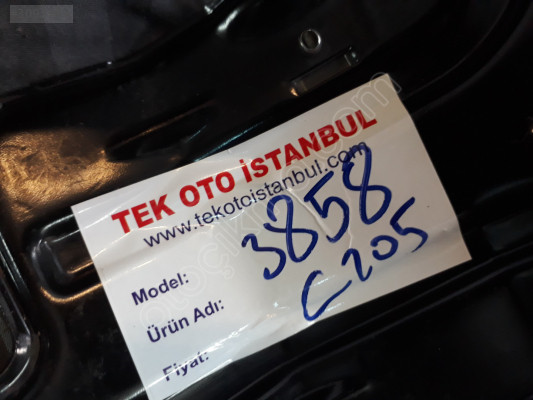 TEK OTO İSTANBUL
www.tekotoistanbul.com
Model: 3858
Ürün Adı: C205
Fiyat: